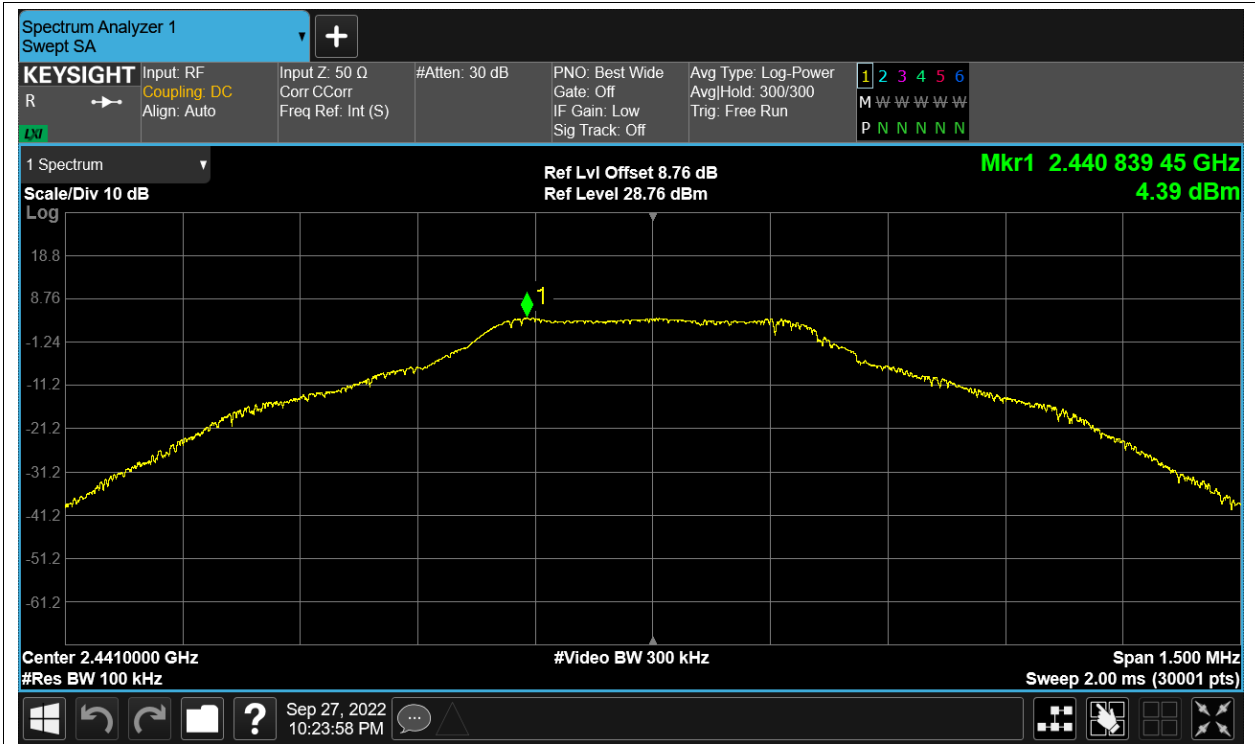 Spectrum Analyzer 1
Swept SA
+
KEYSIGHT
R
LXI
Input: RF
Coupling: DC
Align: Auto
Input Z: 50 Ω
Corr CCorr
Freq Ref: Int (S)
#Atten: 30 dB
PNO: Best Wide
Gate: Off
IF Gain: Low
Sig Track: Off
Avg Type: Log-Power
Avg|Hold: 300/300
Trig: Free Run
1 2 3 4 5 6
M W W W W W
P N N N N N
1 Spectrum
Scale/Div 10 dB
Log
Ref Lvl Offset 8.76 dB
Ref Level 28.76 dBm
Mkr1 2.440 839 45 GHz
4.39 dBm
18.8
8.76
1
-1.24
-11.2
-21.2
-31.2
-41.2
-51.2
-61.2
Center 2.4410000 GHz
#Video BW 300 kHz
Span 1.500 MHz
#Res BW 100 kHz
Sweep 2.00 ms (30001 pts)
?
Sep 27, 2022
10:23:58 PM